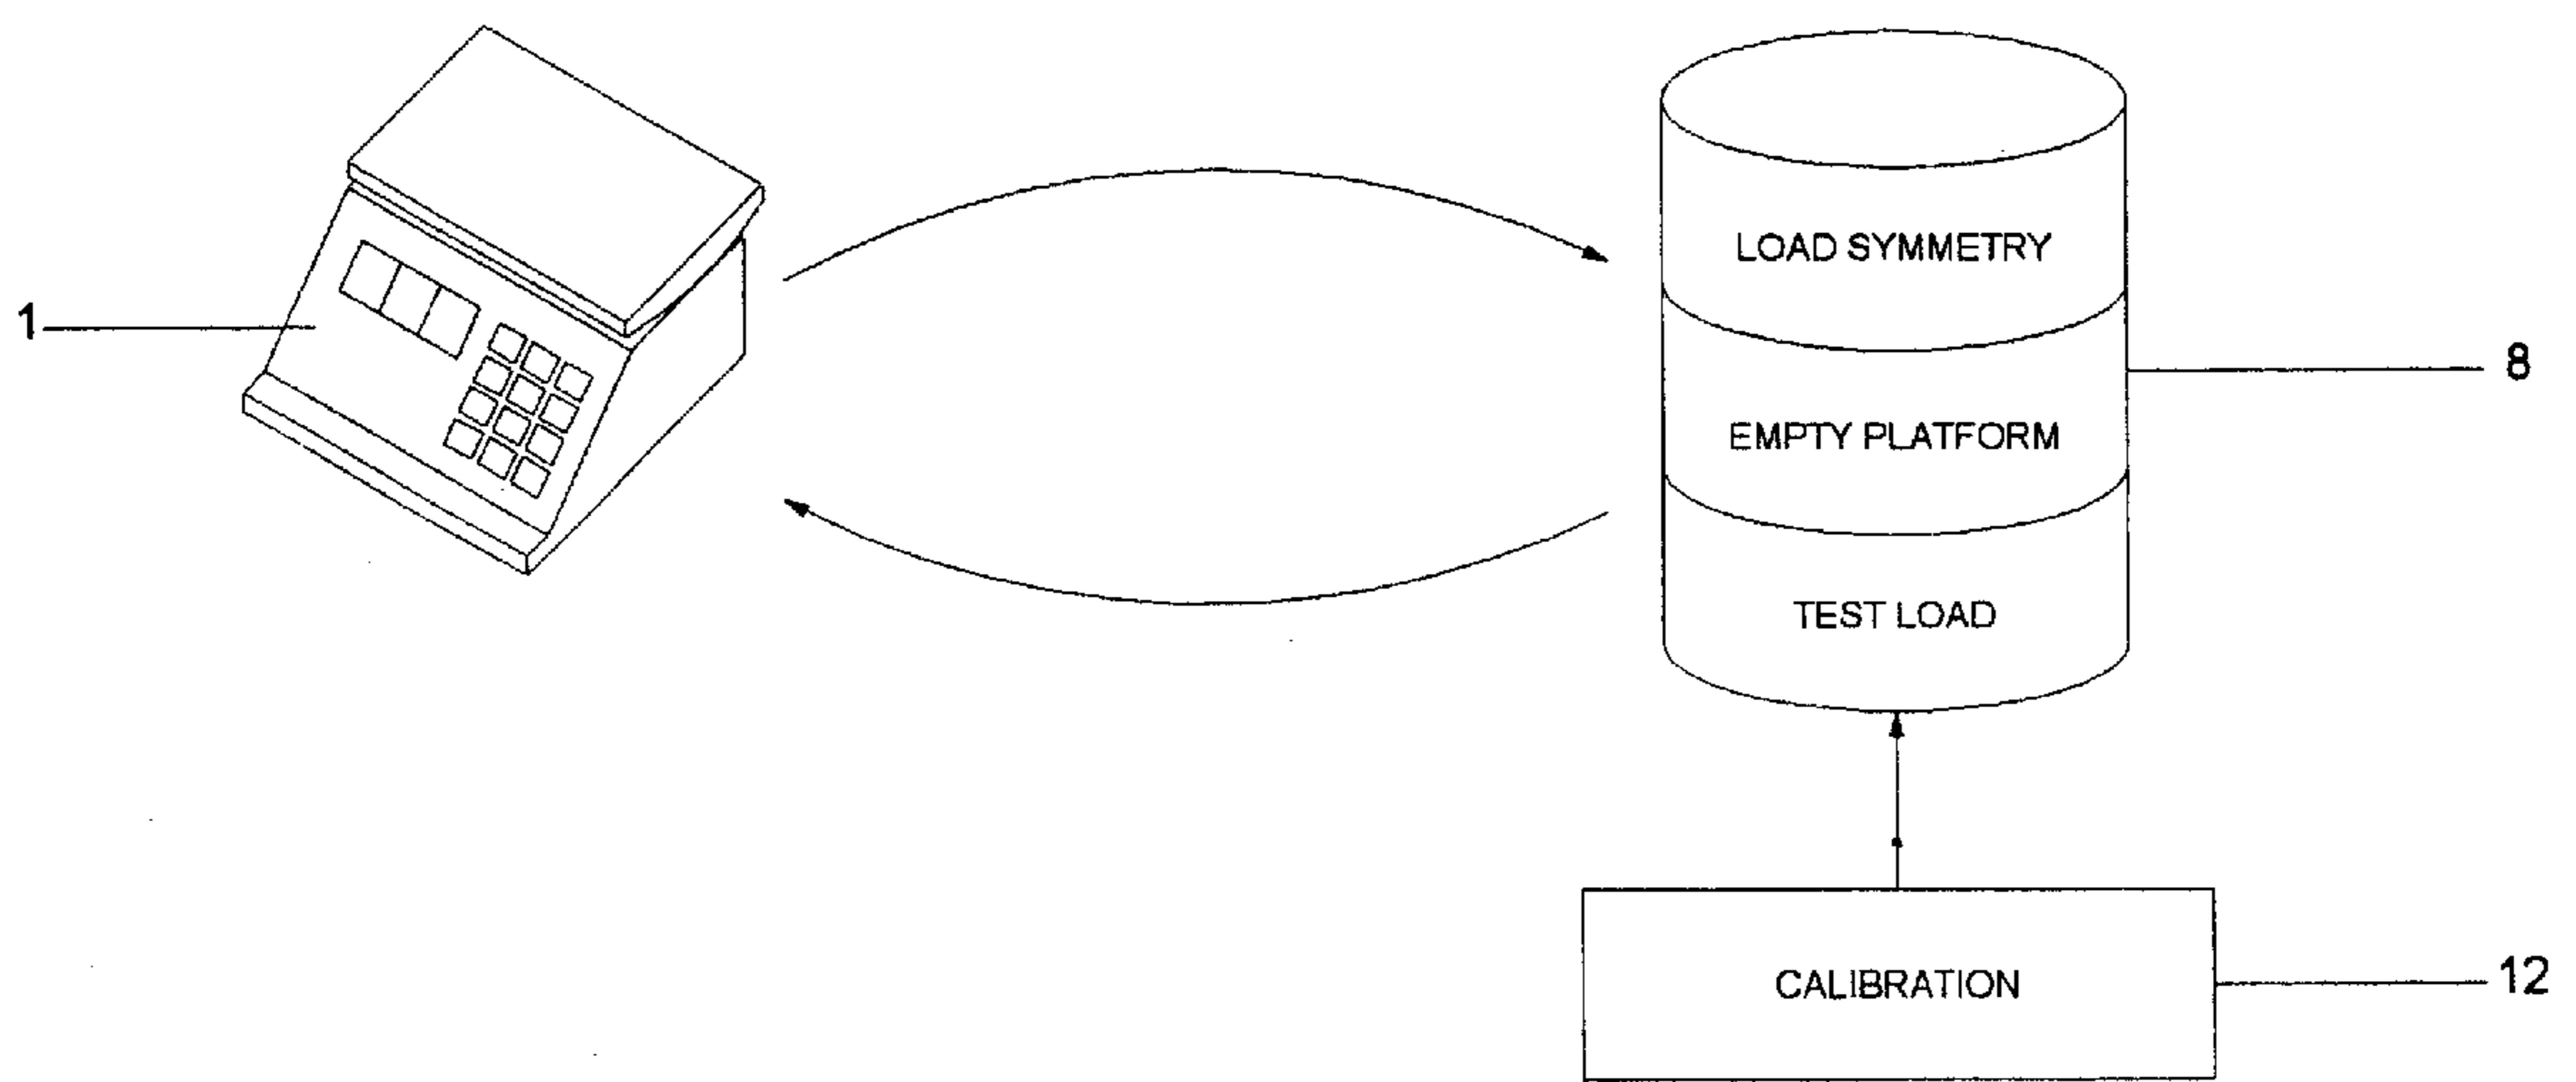 LOAD SYMMETRY
1
8
EMPTY PLATFORM
TEST LOAD
CALIBRATION
12